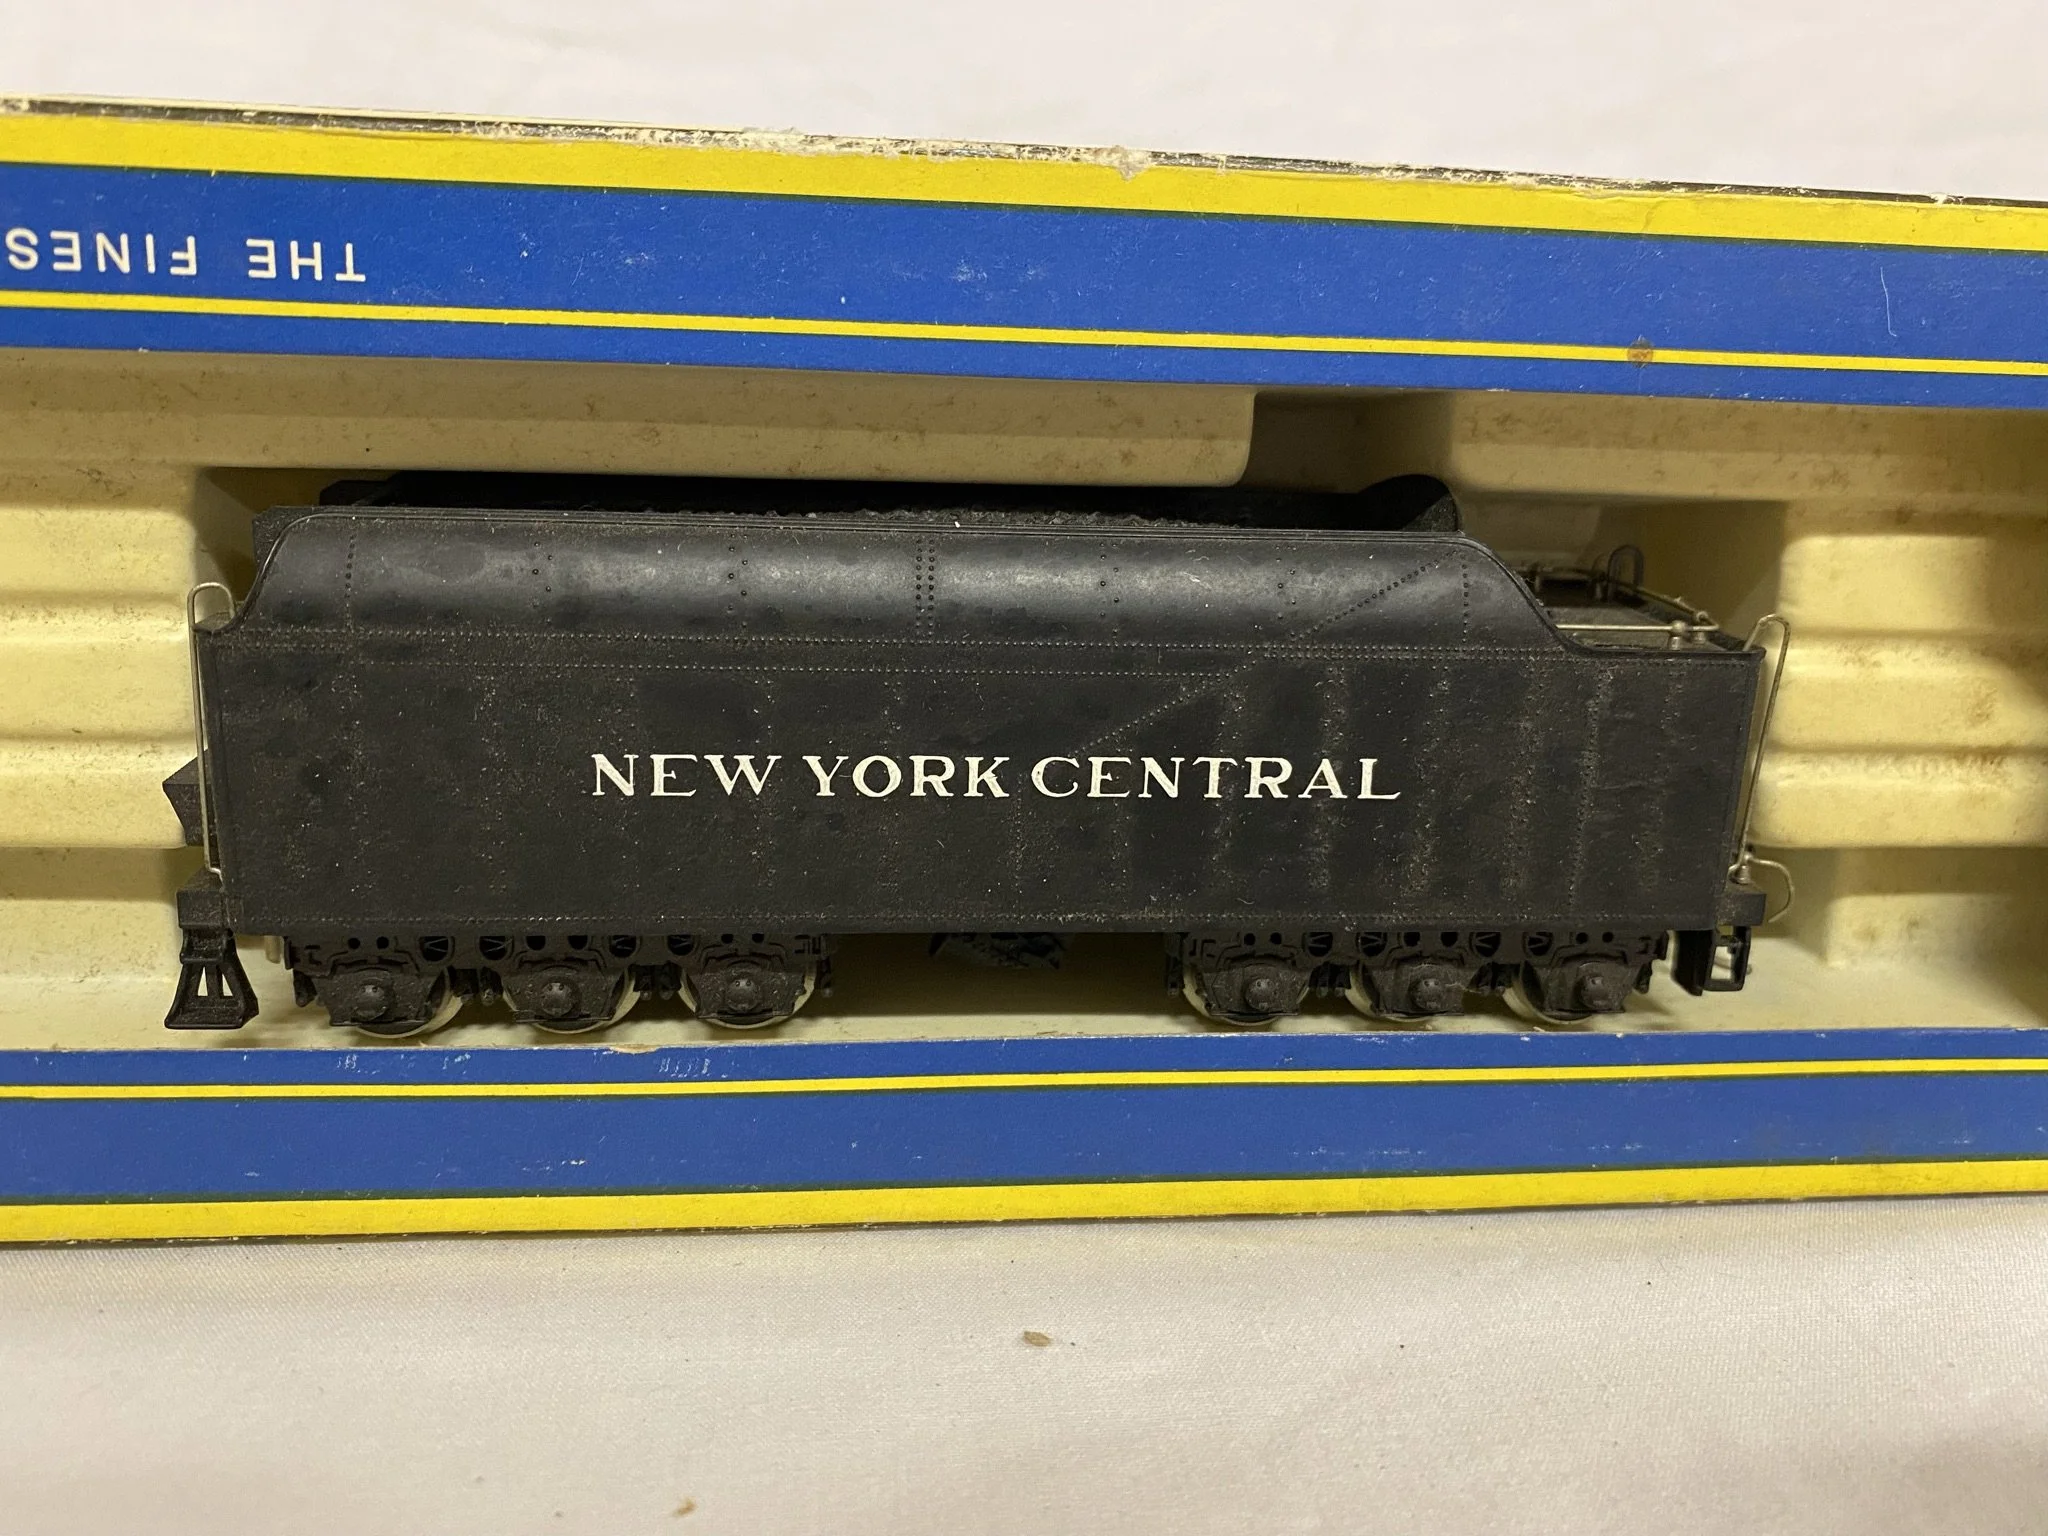 THE FINES
NEW YORK CENTRAL